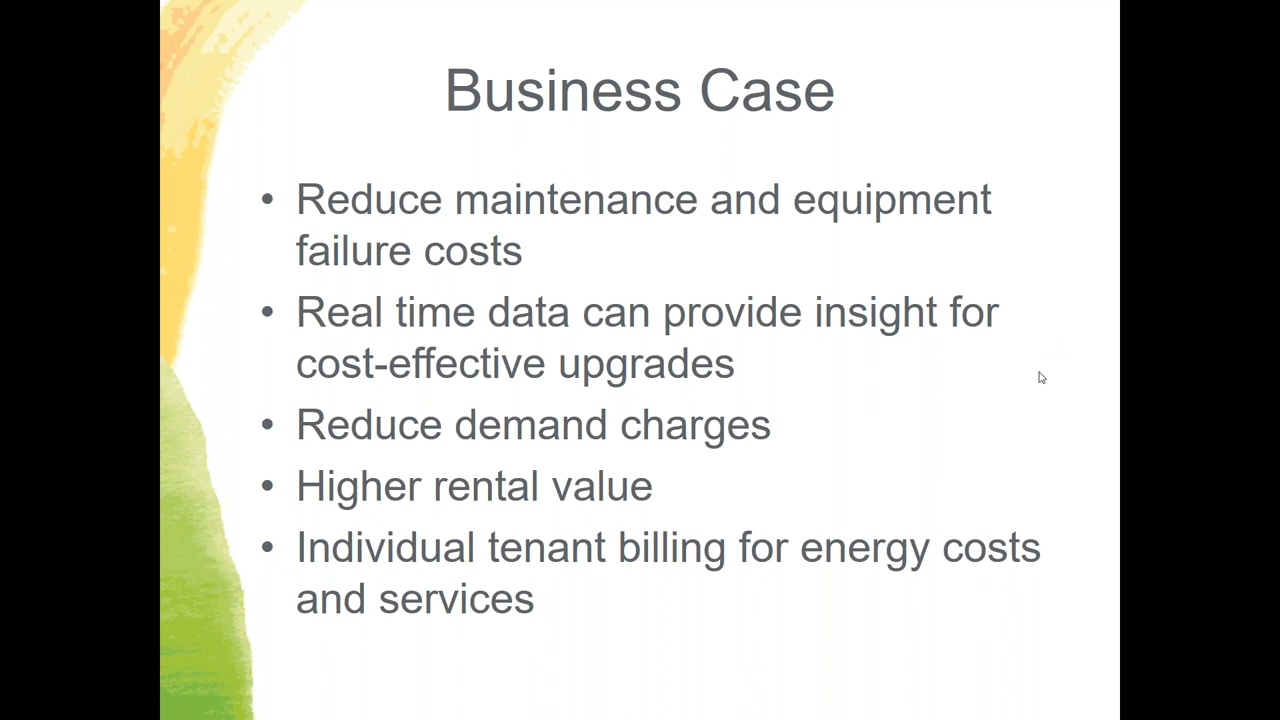 Business Case
• Reduce maintenance and equipment
failure costs
• Real time data can provide insight for
cost-effective upgrades
• Reduce demand charges
• Higher rental value
• Individual tenant billing for energy costs
and services